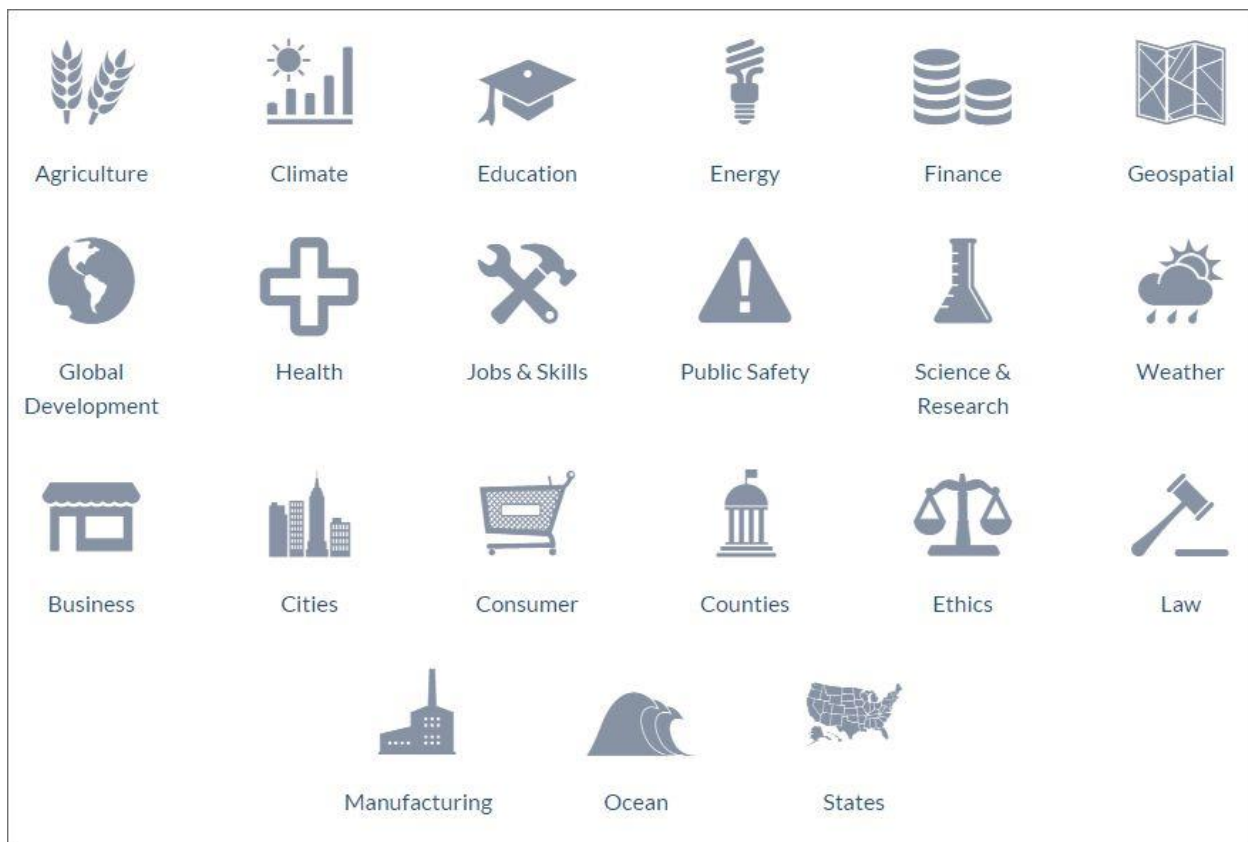 Agriculture
Climate
Education
Energy
Finance
Geospatial
Global
Development
Health
Jobs & Skills
Public Safety
Science &
Research
Weather
Business
Cities
Consumer
Counties
Ethics
Law
Manufacturing
Ocean
States